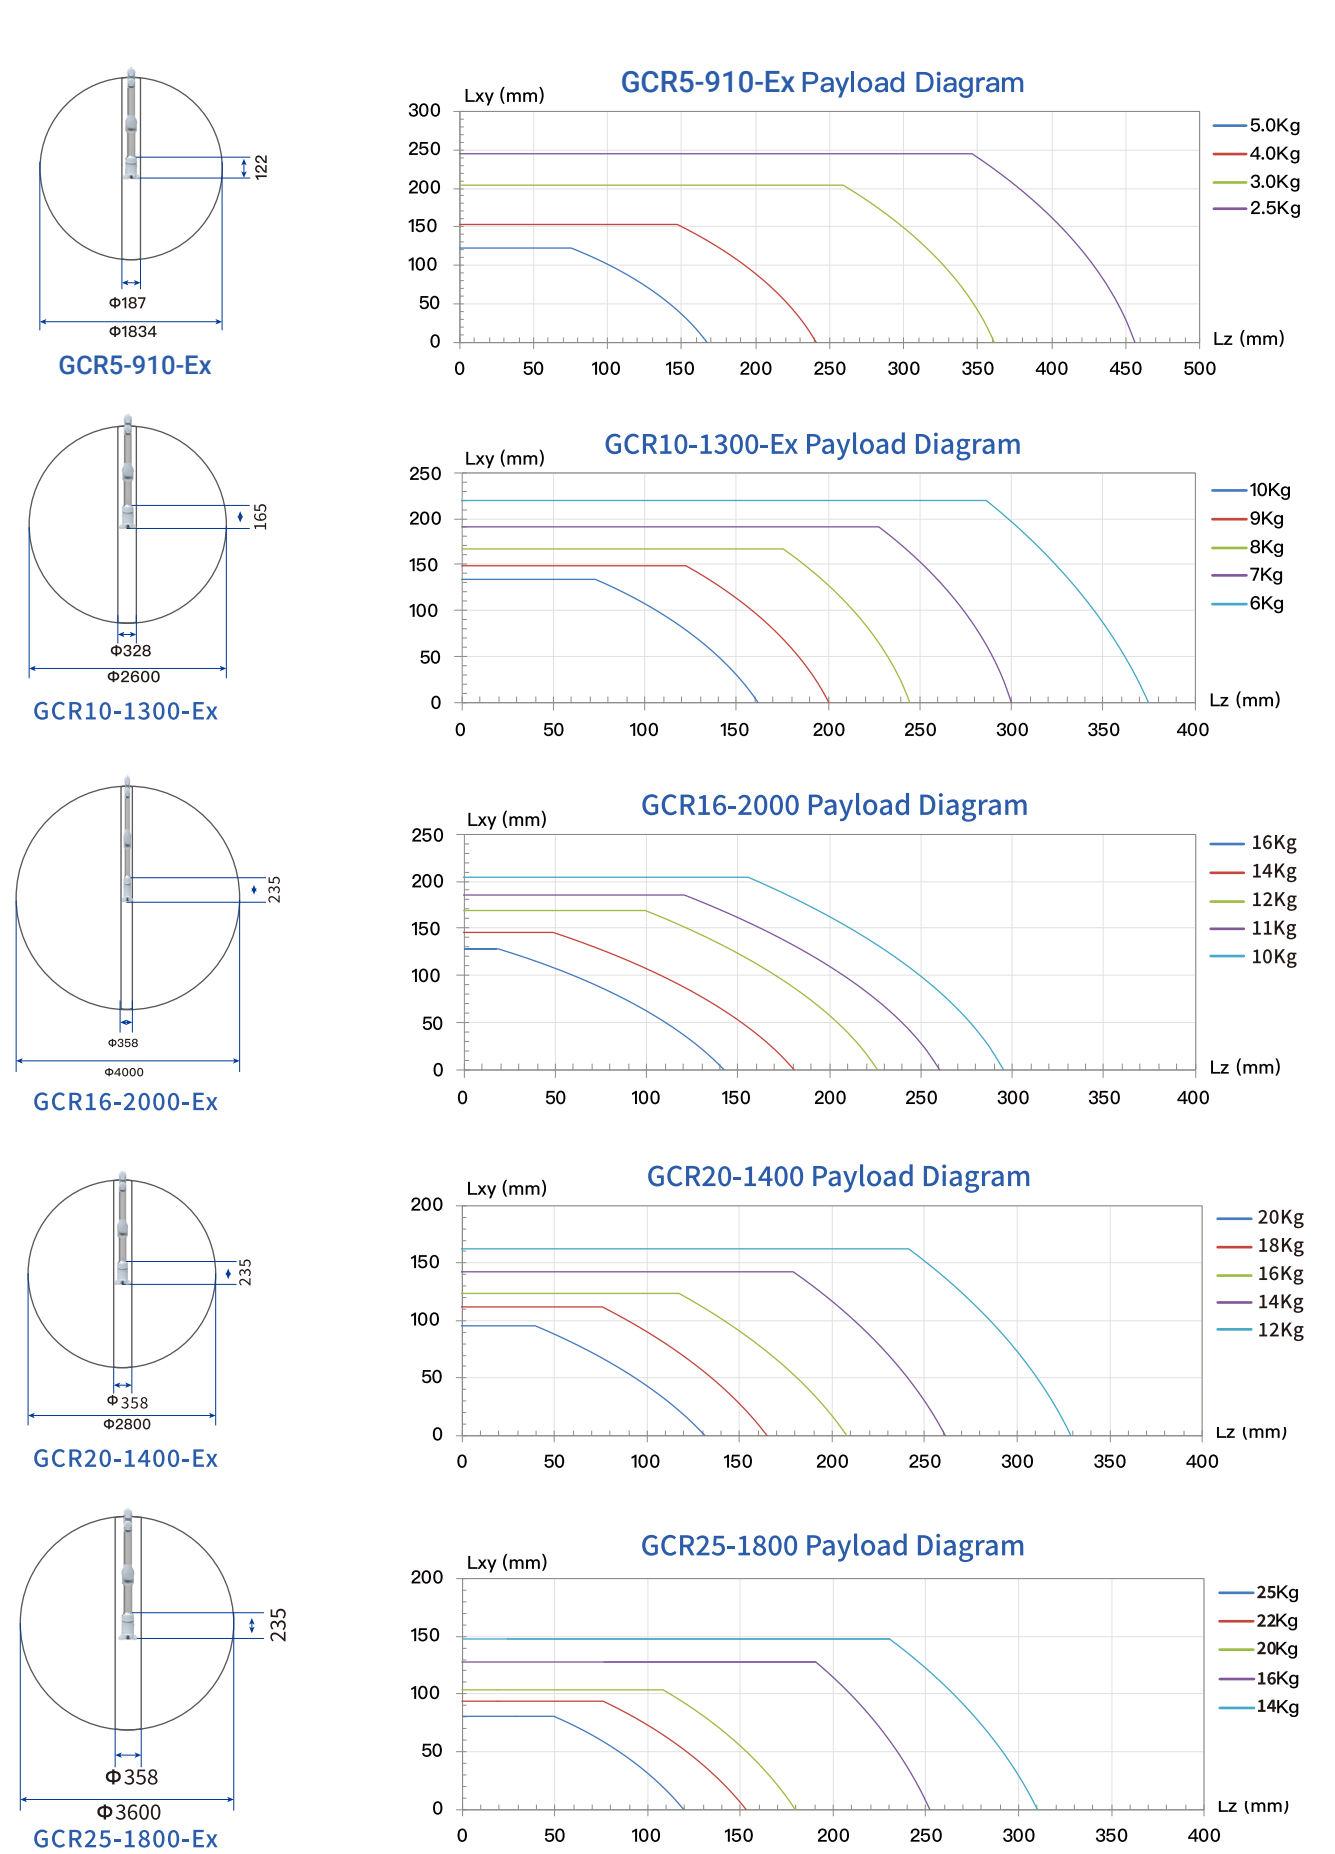 GCR5-910-Ex Payload Diagram
Lxy (mm)
300
250
200
150
100
50
0
0 50 100 150 200 250 300 350 400 450 500
Lz (mm)
5.0Kg
4.0Kg
3.0Kg
2.5Kg
122
Φ187
Φ1834
GCR5-910-Ex
GCR10-1300-Ex Payload Diagram
Lxy (mm)
250
200
150
100
50
0
0 50 100 150 200 250 300 350 400
Lz (mm)
10Kg
9Kg
8Kg
7Kg
6Kg
165
Φ328
Φ2600
GCR10-1300-Ex
GCR16-2000 Payload Diagram
Lxy (mm)
250
200
150
100
50
0
0 50 100 150 200 250 300 350 400
Lz (mm)
16Kg
14Kg
12Kg
11Kg
10Kg
235
Φ358
Φ4000
GCR16-2000-Ex
GCR20-1400 Payload Diagram
Lxy (mm)
200
150
100
50
0
0 50 100 150 200 250 300 350 400
Lz (mm)
20Kg
18Kg
16Kg
14Kg
12Kg
235
Φ358
Φ2800
GCR20-1400-Ex
GCR25-1800 Payload Diagram
Lxy (mm)
200
150
100
50
0
0 50 100 150 200 250 300 350 400
Lz (mm)
25Kg
22Kg
20Kg
16Kg
14Kg
235
Φ358
Φ3600
GCR25-1800-Ex